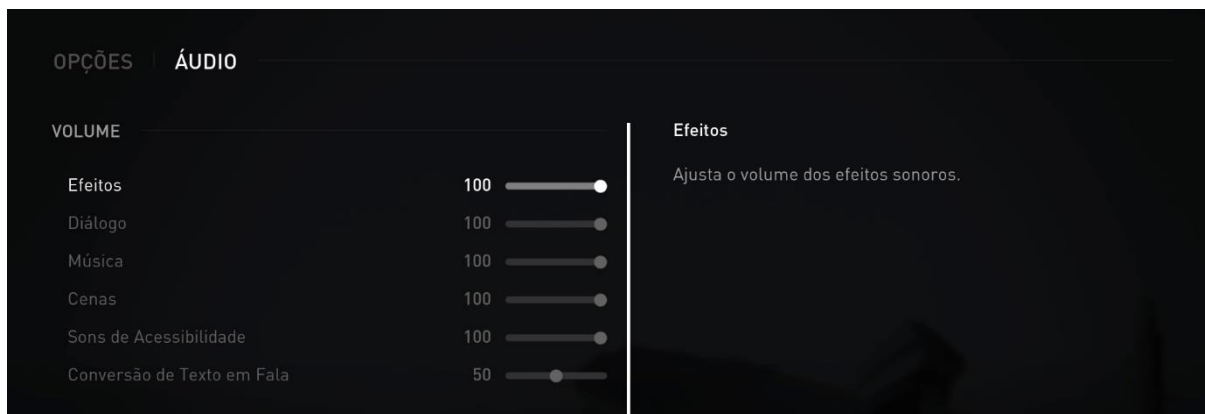 OPÇÕES ÁUDIO
VOLUME
Efeitos 100
Diálogo 100
Música 100
Cenas 100
Sons de Acessibilidade 100
Conversão de Texto em Fala 50
Efeitos
Ajusta o volume dos efeitos sonoros.